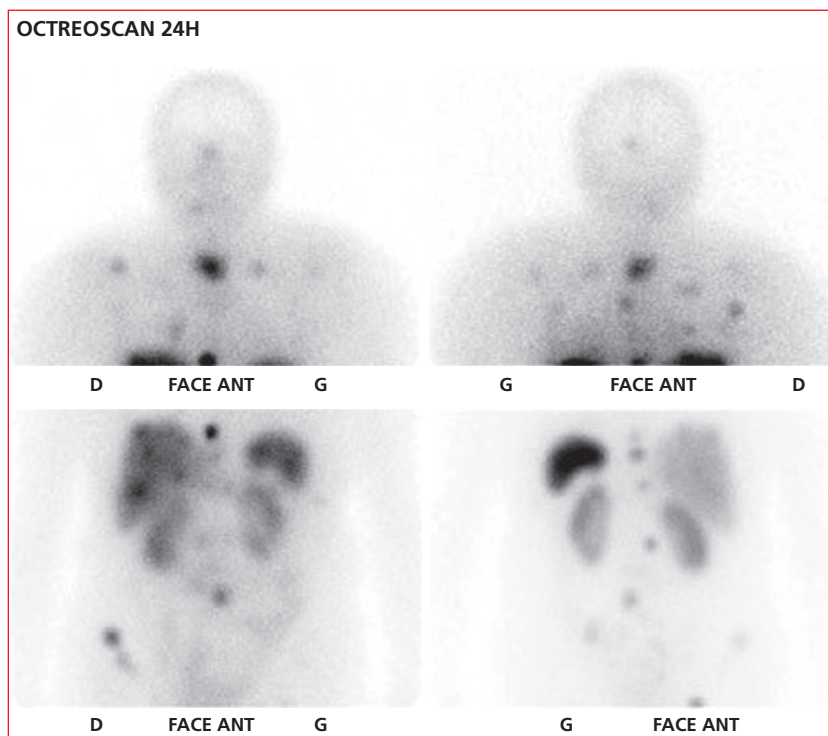 OCTREOSCAN 24H
D FACE ANT G
G FACE ANT D
D FACE ANT G
G FACE ANT